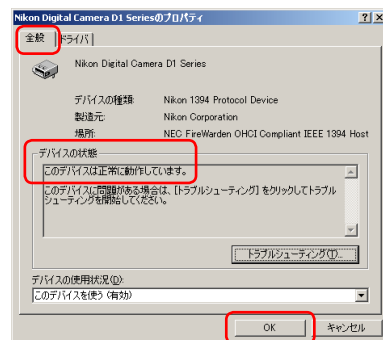 Nikon Digital Camera D1 Seriesのプロパティ
全般 ドライバ
Nikon Digital Camera D1 Series
デバイスの種類: Nikon 1394 Protocol Device
製造元: Nikon Corporation
場所: NEC FireWarden OHCI Compliant IEEE 1394 Host
デバイスの状態
このデバイスは正常に動作しています。
このデバイスに問題がある場合は、[トラブルシューティング] をクリックしてトラブル
シューティングを開始してください。
トラブルシューティング(T)...
デバイスの使用状況(D):
このデバイスを使う (有効)
OK キャンセル